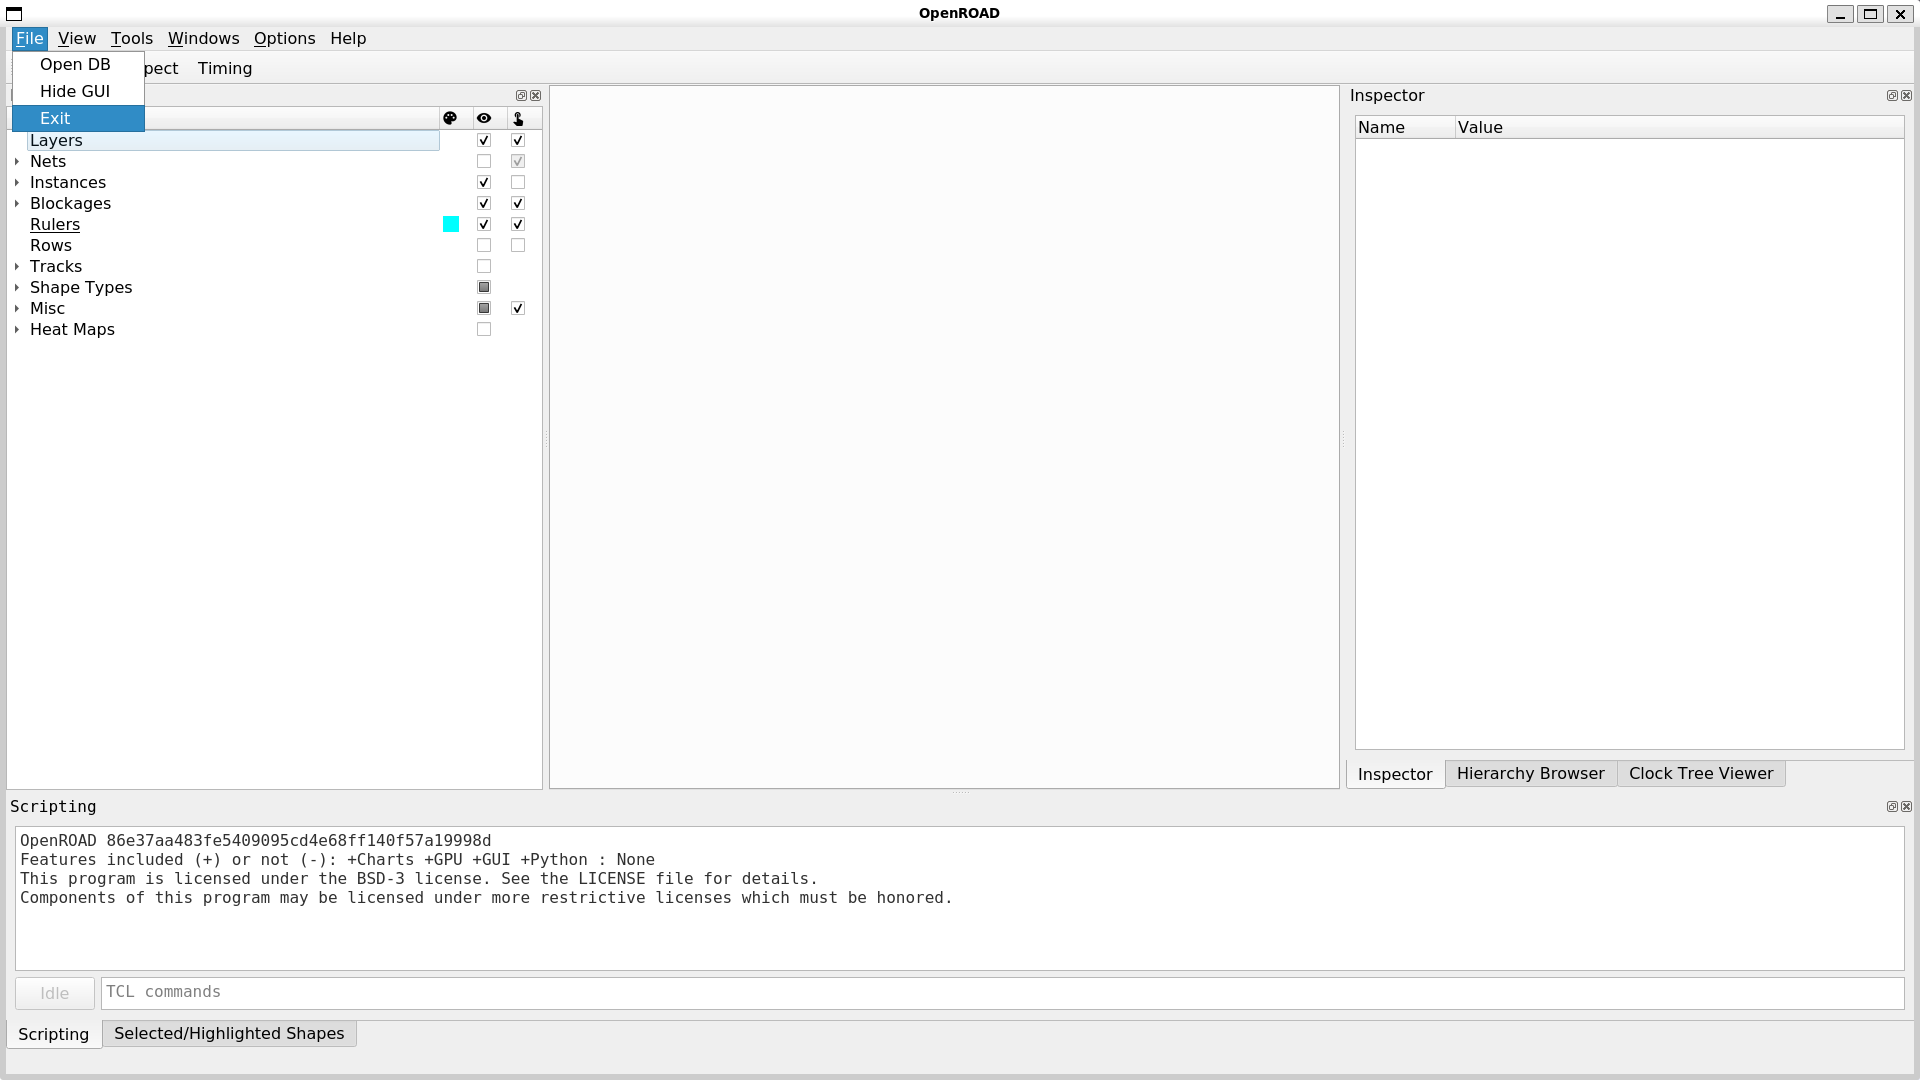 OpenROAD
File View Tools Windows Options Help
Open DB
Hide GUI
Exit
pect Timing
Layers
Nets
Instances
Blockages
Rulers
Rows
Tracks
Shape Types
Misc
Heat Maps
Inspector
Name Value
Inspector Hierarchy Browser Clock Tree Viewer
Scripting
OpenROAD 86e37aa483fe5409095cd4e68ff140f57a19998d
Features included (+) or not (-): +Charts +GPU +GUI +Python : None
This program is licensed under the BSD-3 license. See the LICENSE file for details.
Components of this program may be licensed under more restrictive licenses which must be honored.
Idle TCL commands
Scripting Selected/Highlighted Shapes